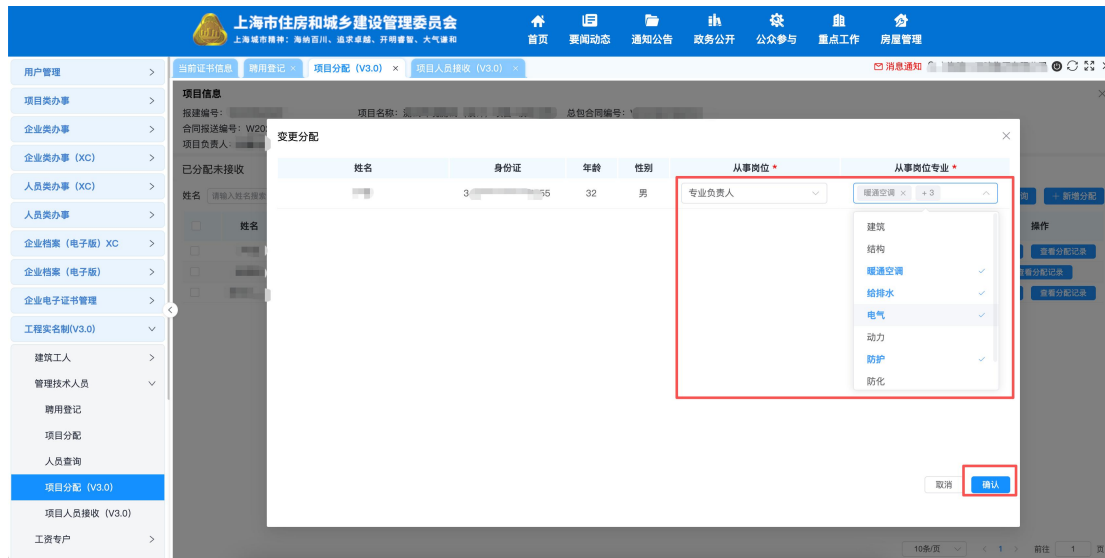 上海市住房和城乡建设管理委员会
上海城市精神：海纳百川、追求卓越、开明睿智、大气谦和
首页 要闻动态 通知公告 政务公开 公众参与 重点工作 房屋管理
用户管理
项目类办事
企业类办事
企业类办事（XC）
人员类办事（XC）
人员类办事
企业档案（电子版）XC
企业档案（电子版）
企业电子证书管理
工程实名制(V3.0)
建筑工人
管理技术人员
聘用登记
项目分配
人员查询
项目分配（V3.0）
项目人员接收（V3.0）
工资专户
当前证书信息 聘用登记 × 项目分配（V3.0） × 项目人员接收（V3.0） ×
消息通知
项目信息
报建编号： 项目名称： 总包合同编号：
合同报送编号：W20
项目负责人
已分配未接收
姓名 请输入姓名搜索
询 + 新增分配
姓名 操作
查看分配记录
查看分配记录
查看分配记录
变更分配
姓名 身份证 年龄 性别 从事岗位 * 从事岗位专业 *
3 55 32 男 专业负责人 暖通空调 × + 3
建筑
结构
暖通空调
给排水
电气
动力
防护
防化
取消 确认
10条/页 < 1 > 前往 1 页